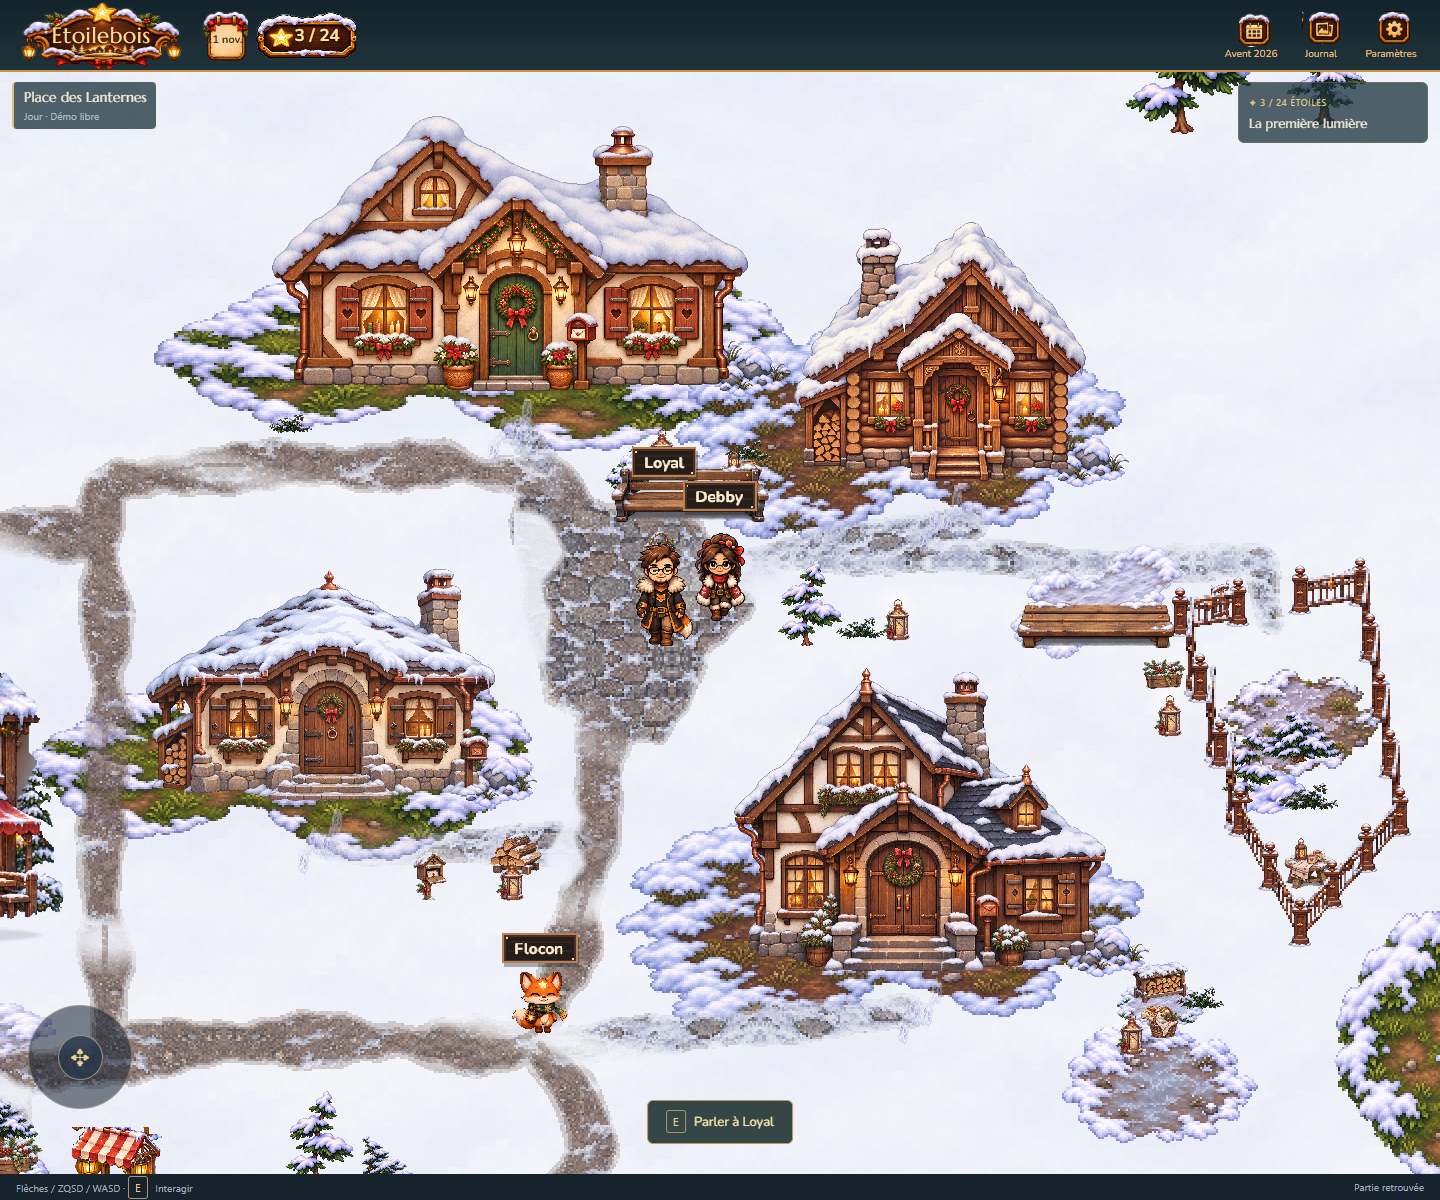 Etoilebois
1 nov.
3 / 24
Avent 2026
Journal
Paramètres
Place des Lanternes
Jour · Démo libre
✦ 3 / 24 ÉTOILES
La première lumière
Loyal
Debby
Flocon
E Parler à Loyal
Flèches / ZQSD / WASD · E Interagir
Partie retrouvée